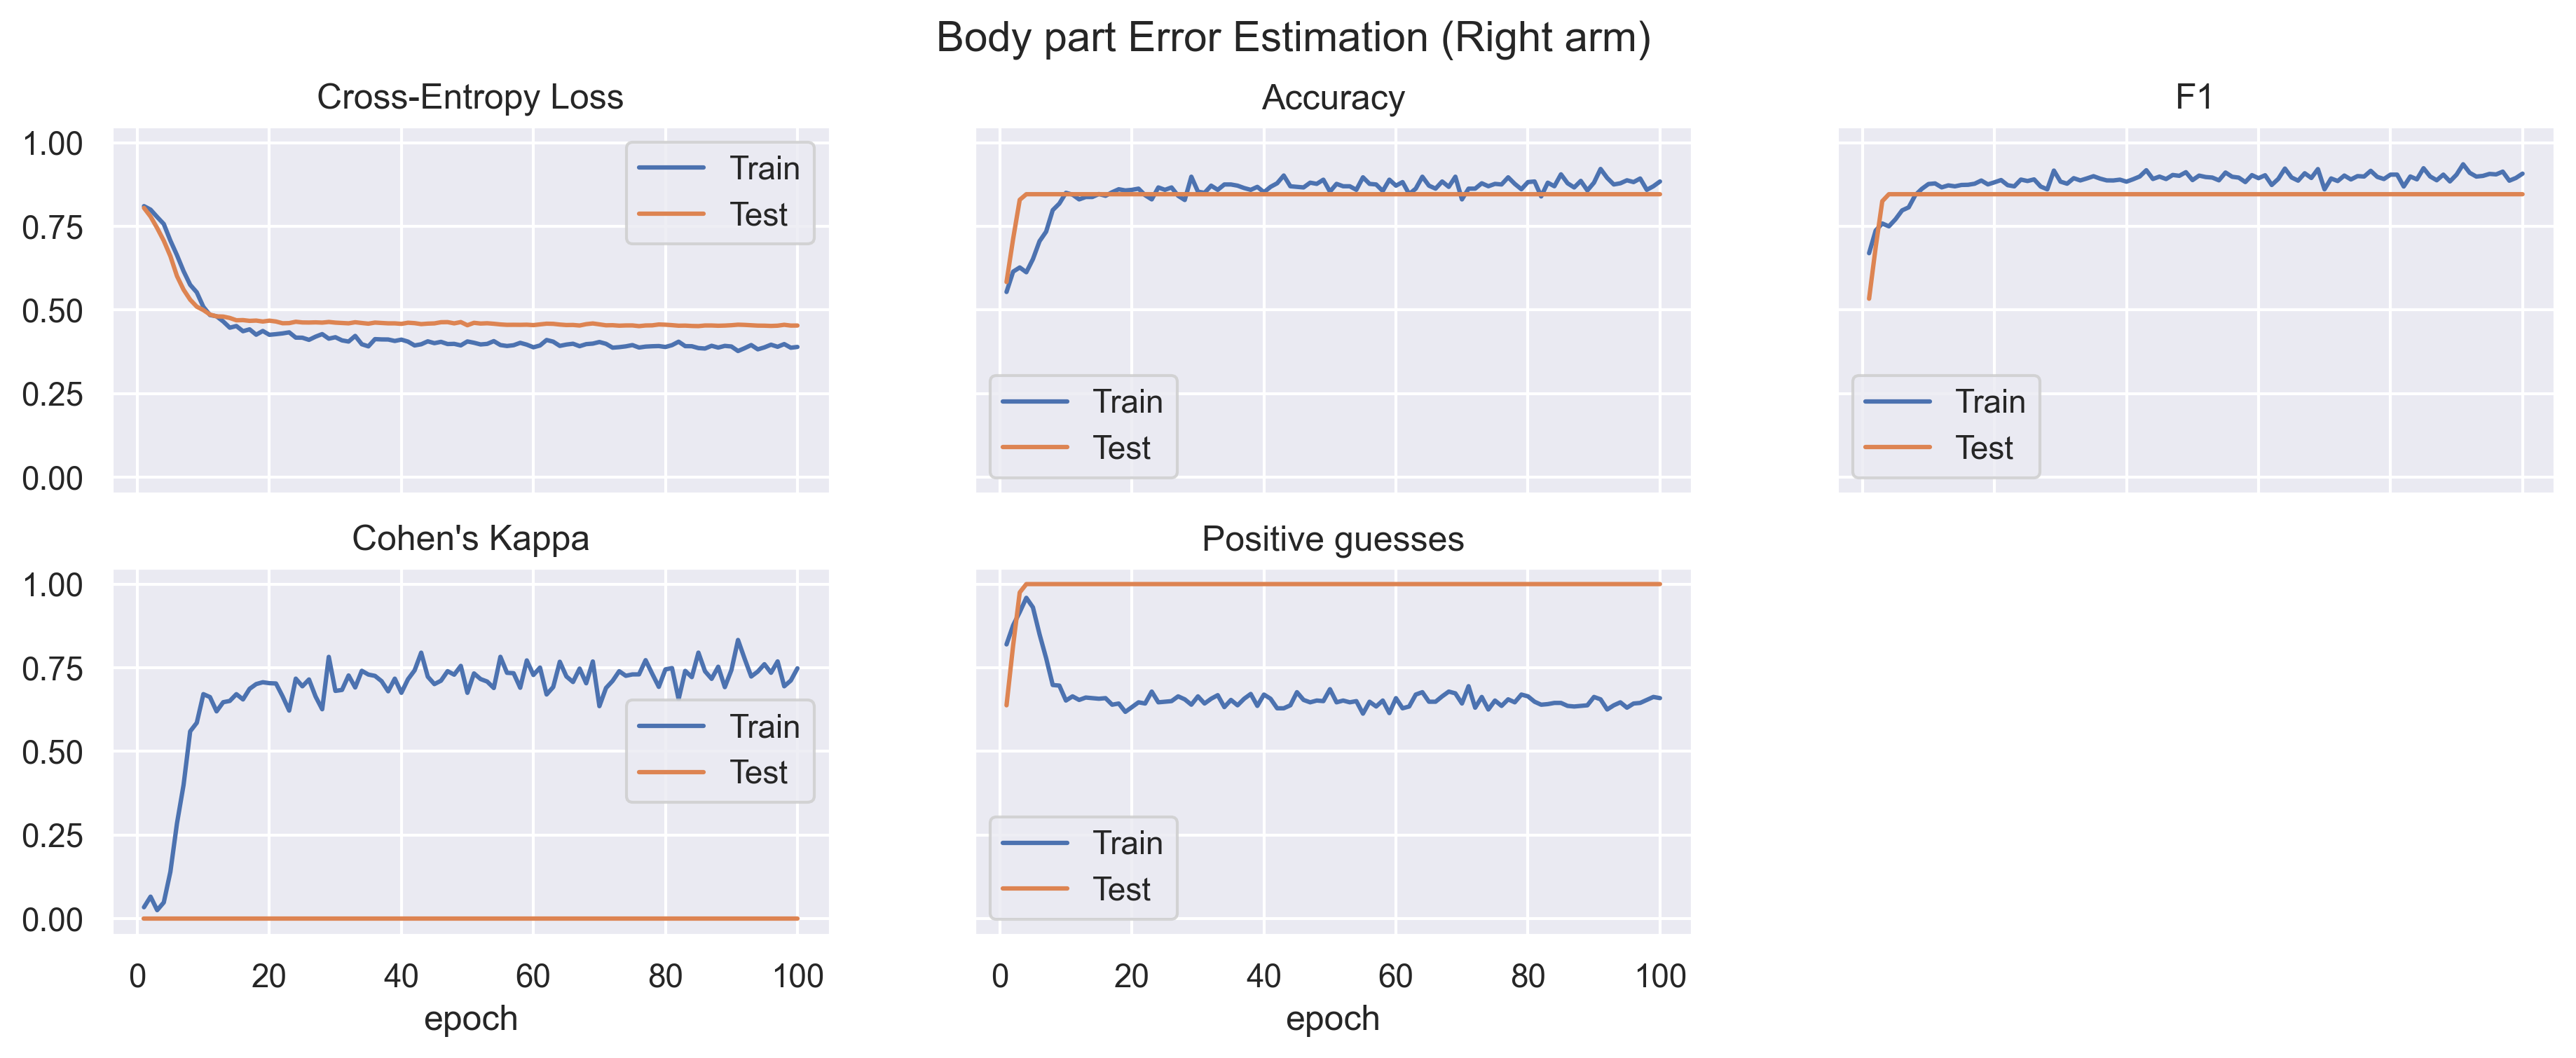 Body part Error Estimation (Right arm)
Cross-Entropy Loss
1.00
0.75
0.50
0.25
0.00
Train
Test
Accuracy
Train
Test
F1
Train
Test
Cohen's Kappa
1.00
0.75
0.50
0.25
0.00
Train
Test
0 20 40 60 80 100
epoch
Positive guesses
Train
Test
0 20 40 60 80 100
epoch